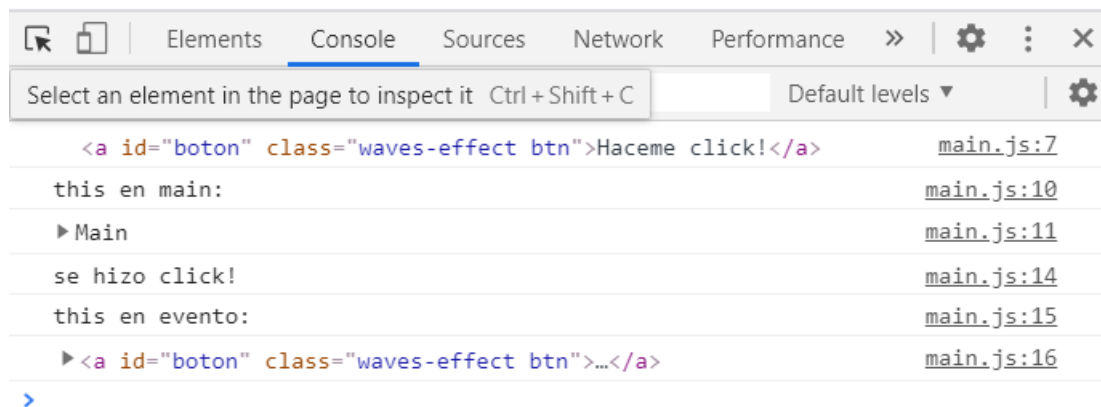 Elements Console Sources Network Performance »
Select an element in the page to inspect it Ctrl + Shift + C Default levels ▼
<a id="boton" class="waves-effect btn">Haceme click!</a> main.js:7
this en main: main.js:10
▶Main main.js:11
se hizo click! main.js:14
this en evento: main.js:15
▶<a id="boton" class="waves-effect btn">…</a> main.js:16
>